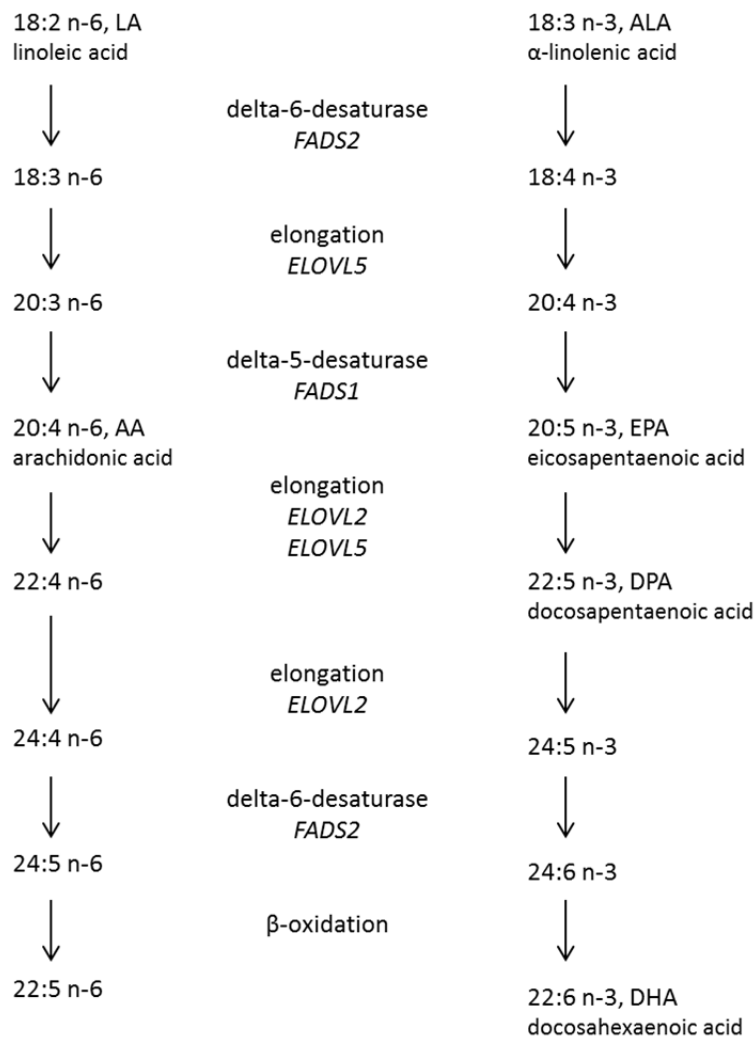 18:2 n-6, LA
linoleic acid
18:3 n-3, ALA
α-linolenic acid
delta-6-desaturase
FADS2
18:3 n-6
18:4 n-3
elongation
ELOVL5
20:3 n-6
20:4 n-3
delta-5-desaturase
FADS1
20:4 n-6, AA
arachidonic acid
20:5 n-3, EPA
eicosapentaenoic acid
elongation
ELOVL2
ELOVL5
22:4 n-6
22:5 n-3, DPA
docosapentaenoic acid
elongation
ELOVL2
24:4 n-6
24:5 n-3
delta-6-desaturase
FADS2
24:5 n-6
24:6 n-3
β-oxidation
22:5 n-6
22:6 n-3, DHA
docosahexaenoic acid